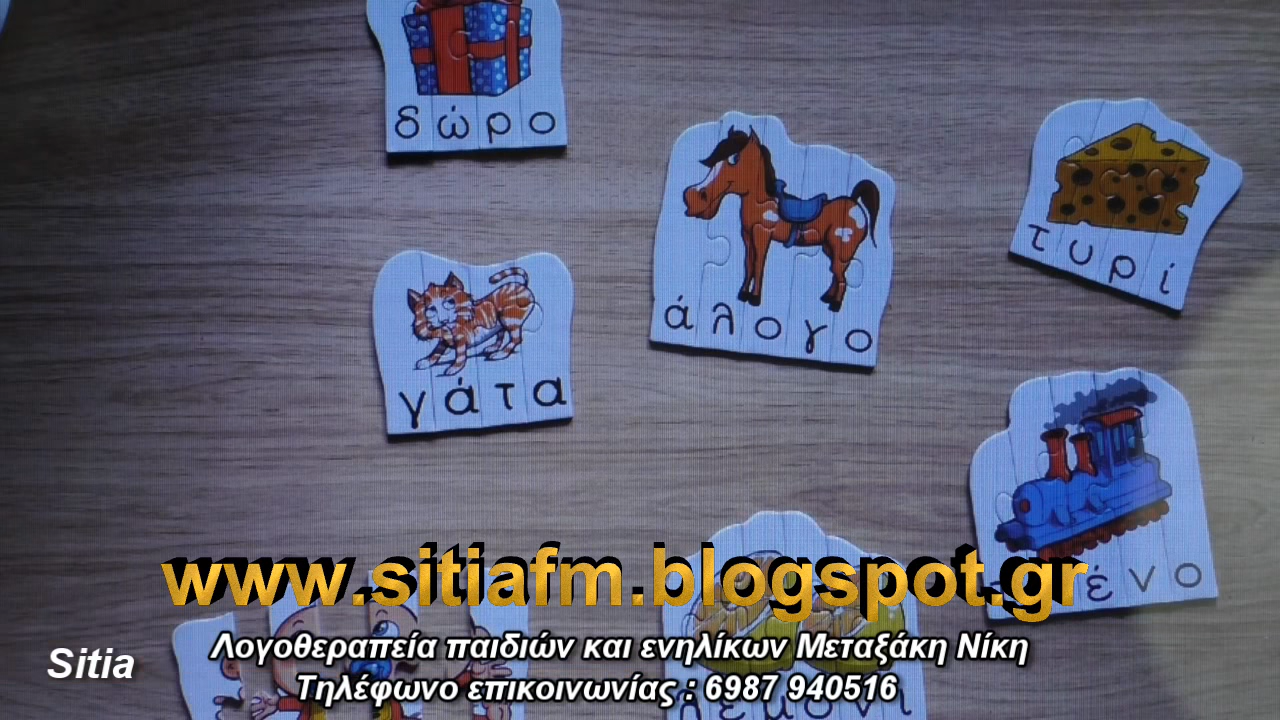 δώρο
άλογο
τυρί
γάτα
www.sitiafm.blogspot.gr
Λογοθεραπεία παιδιών και ενηλίκων Μεταξάκη Νίκη
Sitia
Τηλέφωνο επικοινωνίας : 6987 940516
λεμόνι